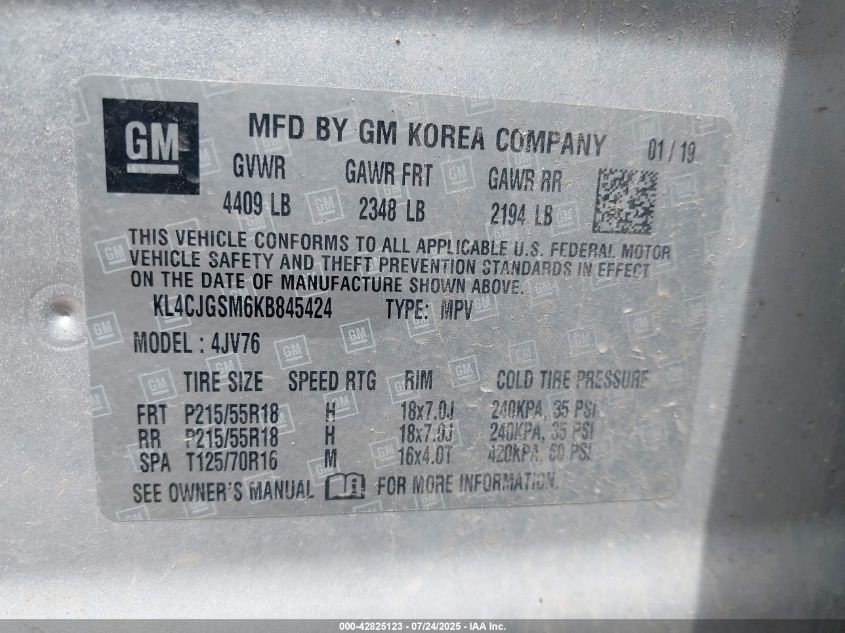 GM
MFD BY GM KOREA COMPANY 01 / 19
GVWR GAWR FRT GAWR RR
4409 LB 2348 LB 2194 LB
THIS VEHICLE CONFORMS TO ALL APPLICABLE U.S. FEDERAL MOTOR
VEHICLE SAFETY AND THEFT PREVENTION STANDARDS IN EFFECT
ON THE DATE OF MANUFACTURE SHOWN ABOVE.
KL4CJGSM6KB845424 TYPE: MPV
MODEL : 4JV76
TIRE SIZE SPEED RTG RIM COLD TIRE PRESSURE
FRT P215/55R18 H 18x7.0J 240KPA, 35 PSI
RR P215/55R18 H 18x7.0J 240KPA, 35 PSI
SPA T125/70R16 M 16x4.0T 420KPA, 60 PSI
SEE OWNER'S MANUAL FOR MORE INFORMATION.
000-42825123 - 07/24/2025 - IAA Inc.